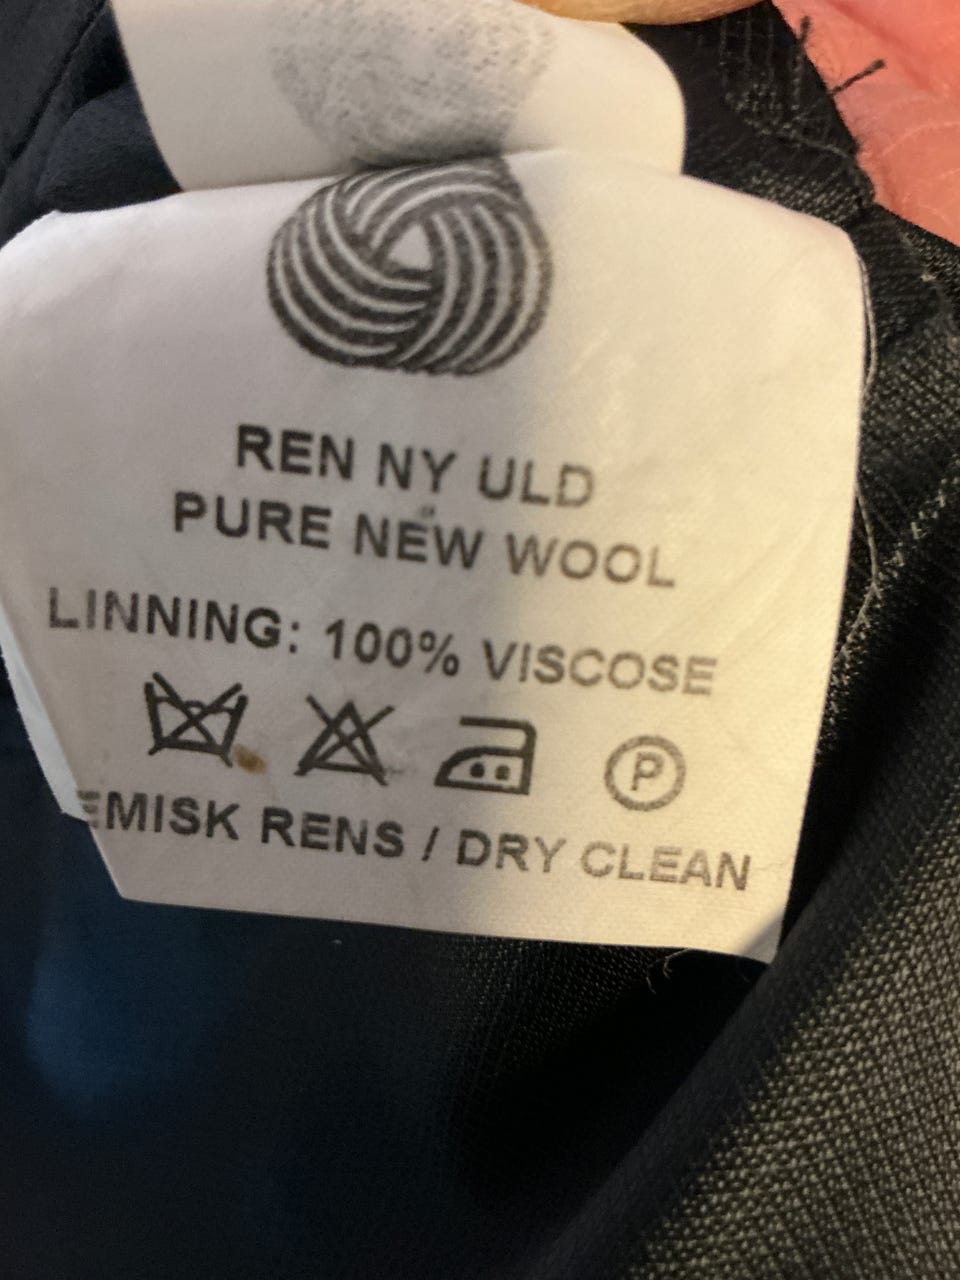 REN NY ULD
PURE NEW WOOL
LINNING: 100% VISCOSE
P
EMISK RENS / DRY CLEAN